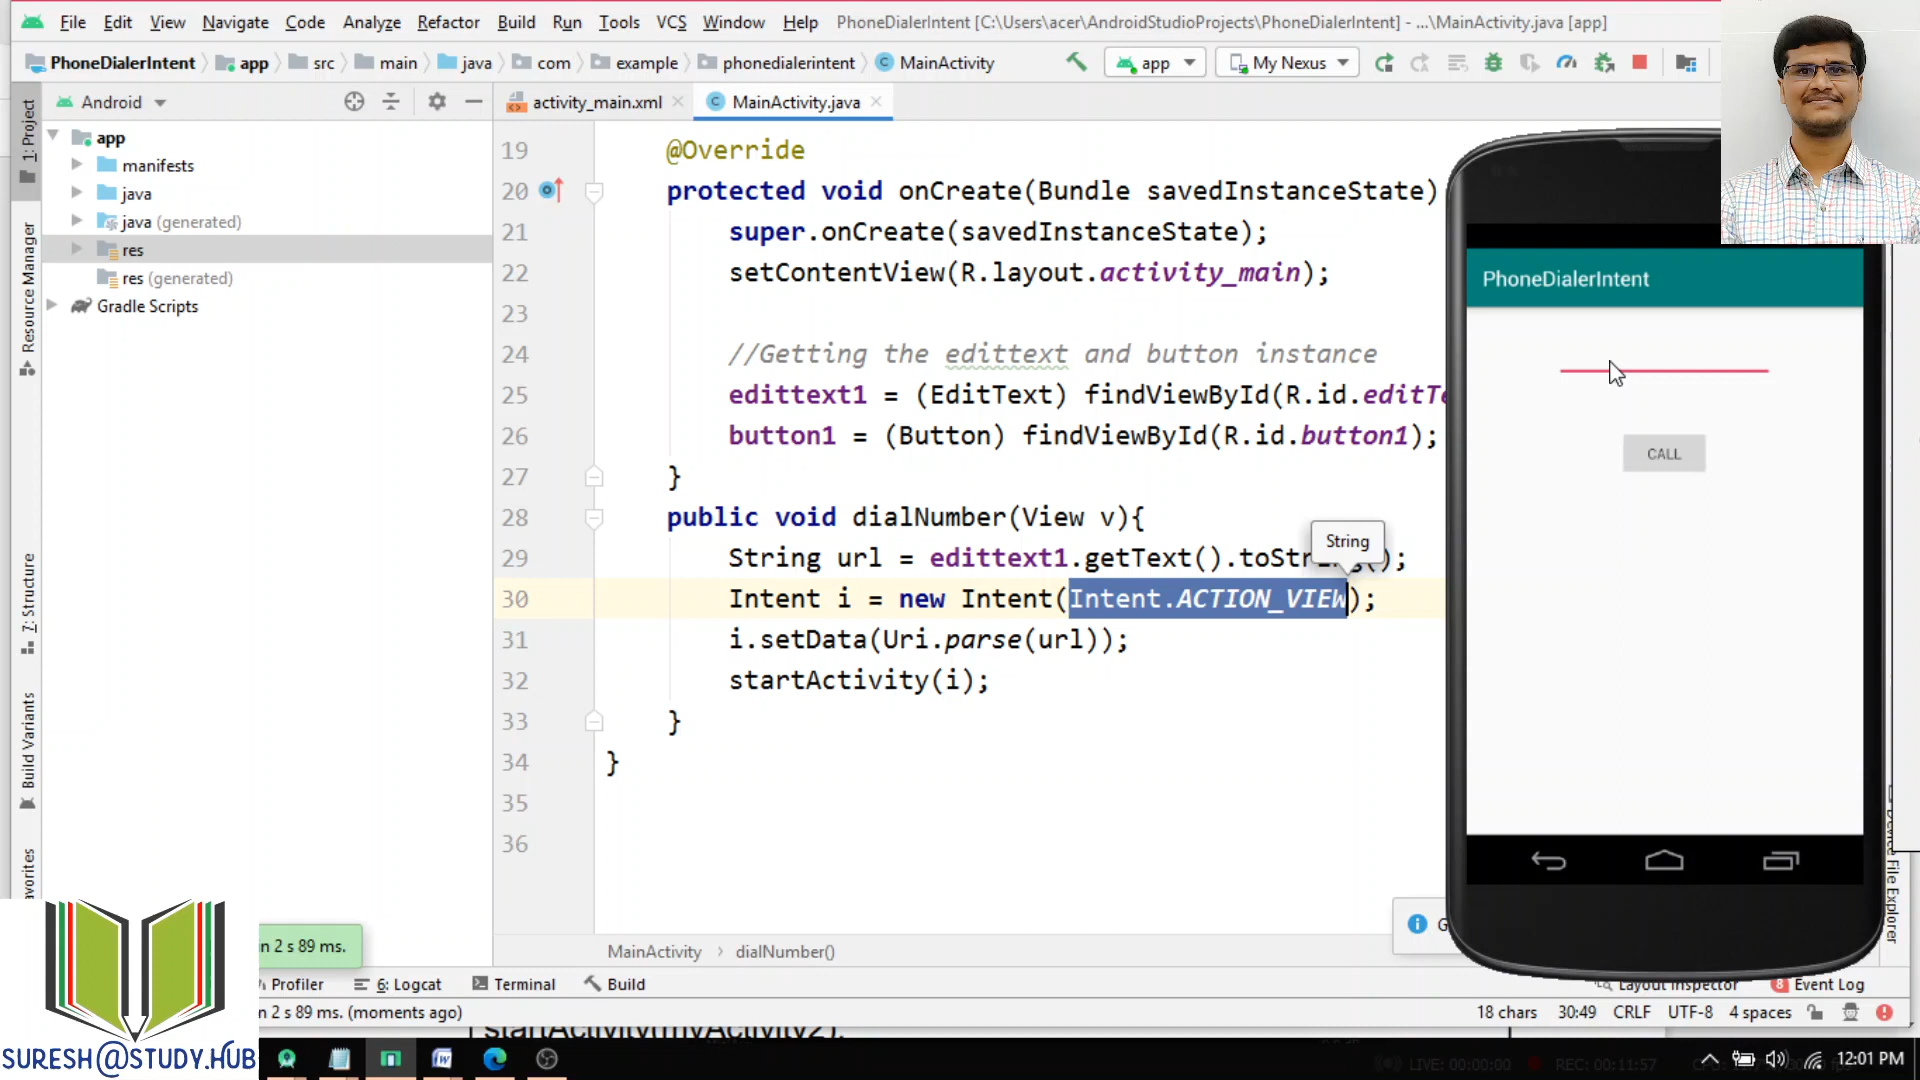 File Edit View Navigate Code Analyze Refactor Build Run Tools VCS Window Help PhoneDialerIntent [C:\Users\acer\AndroidStudioProjects\PhoneDialerIntent] - ...\MainActivity.java [app]
PhoneDialerIntent app src main java com example phonedialerintent MainActivity app My Nexus
Android
activity_main.xml
MainActivity.java
1: Project
Resource Manager
7: Structure
Build Variants
avorites
app
manifests
java
java (generated)
res
res (generated)
Gradle Scripts
19 @Override
20 protected void onCreate(Bundle savedInstanceState)
21 super.onCreate(savedInstanceState);
22 setContentView(R.layout.activity_main);
23
24 //Getting the edittext and button instance
25 edittext1 = (EditText) findViewById(R.id.editTe
26 button1 = (Button) findViewById(R.id.button1);
27 }
28 public void dialNumber(View v){
String
29 String url = edittext1.getText().toString();
30 Intent i = new Intent(Intent.ACTION_VIEW);
31 i.setData(Uri.parse(url));
32 startActivity(i);
33 }
34 }
35
36
PhoneDialerIntent
CALL
Device File Explorer
n 2 s 89 ms.
MainActivity dialNumber()
Profiler 6: Logcat Terminal Build Layout Inspector 8 Event Log
n 2 s 89 ms. (moments ago)
18 chars 30:49 CRLF UTF-8 4 spaces
startActivity(myActivity2);
SURESH@STUDY.HUB
LIVE: 00:00:00 REC: 00:11:57
12:01 PM